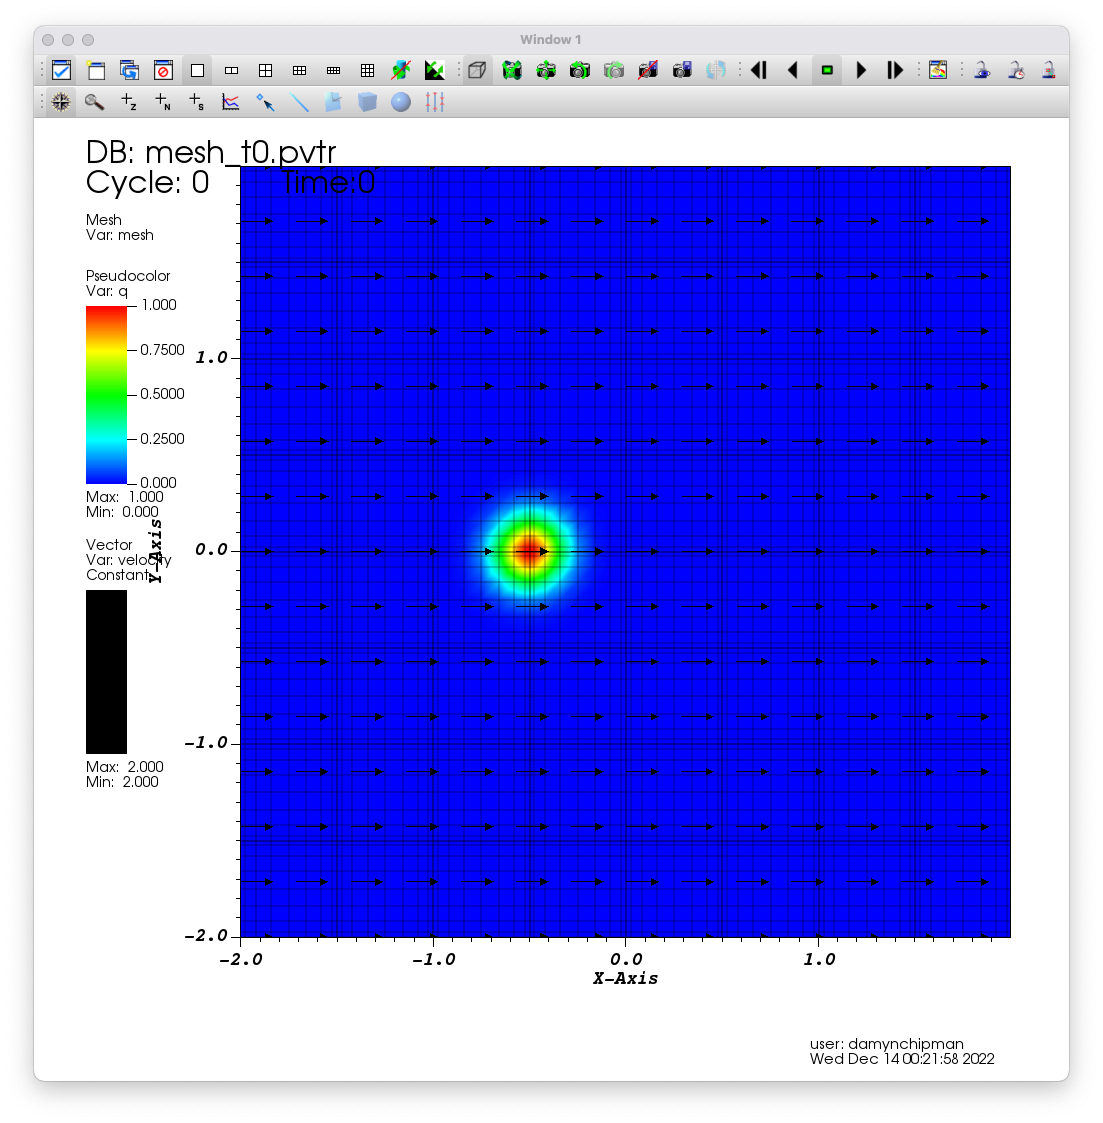 Window 1
DB: mesh_t0.pvtr
Cycle: 0 Time:0
Mesh
Var: mesh
Pseudocolor
Var: q
1.000
0.7500
0.5000
0.2500
0.000
Max: 1.000
Min: 0.000
Vector
Var: velocity
Constant
Max: 2.000
Min: 2.000
Y-Axis
1.0
0.0
-1.0
-2.0
-2.0 -1.0 0.0 1.0
X-Axis
user: damynchipman
Wed Dec 14 00:21:58 2022